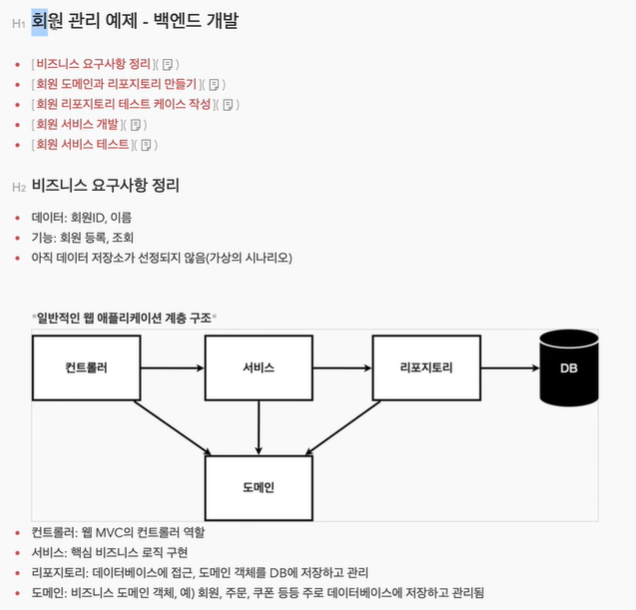 H1 회원 관리 예제 - 백엔드 개발
[비즈니스 요구사항 정리]( )
[회원 도메인과 리포지토리 만들기]( )
[회원 리포지토리 테스트 케이스 작성]( )
[회원 서비스 개발]( )
[회원 서비스 테스트]( )
H2 비즈니스 요구사항 정리
데이터: 회원ID, 이름
기능: 회원 등록, 조회
아직 데이터 저장소가 선정되지 않음(가상의 시나리오)
*일반적인 웹 애플리케이션 계층 구조*
컨트롤러 서비스 리포지토리 DB
도메인
컨트롤러: 웹 MVC의 컨트롤러 역할
서비스: 핵심 비즈니스 로직 구현
리포지토리: 데이터베이스에 접근, 도메인 객체를 DB에 저장하고 관리
도메인: 비즈니스 도메인 객체, 예) 회원, 주문, 쿠폰 등등 주로 데이터베이스에 저장하고 관리됨